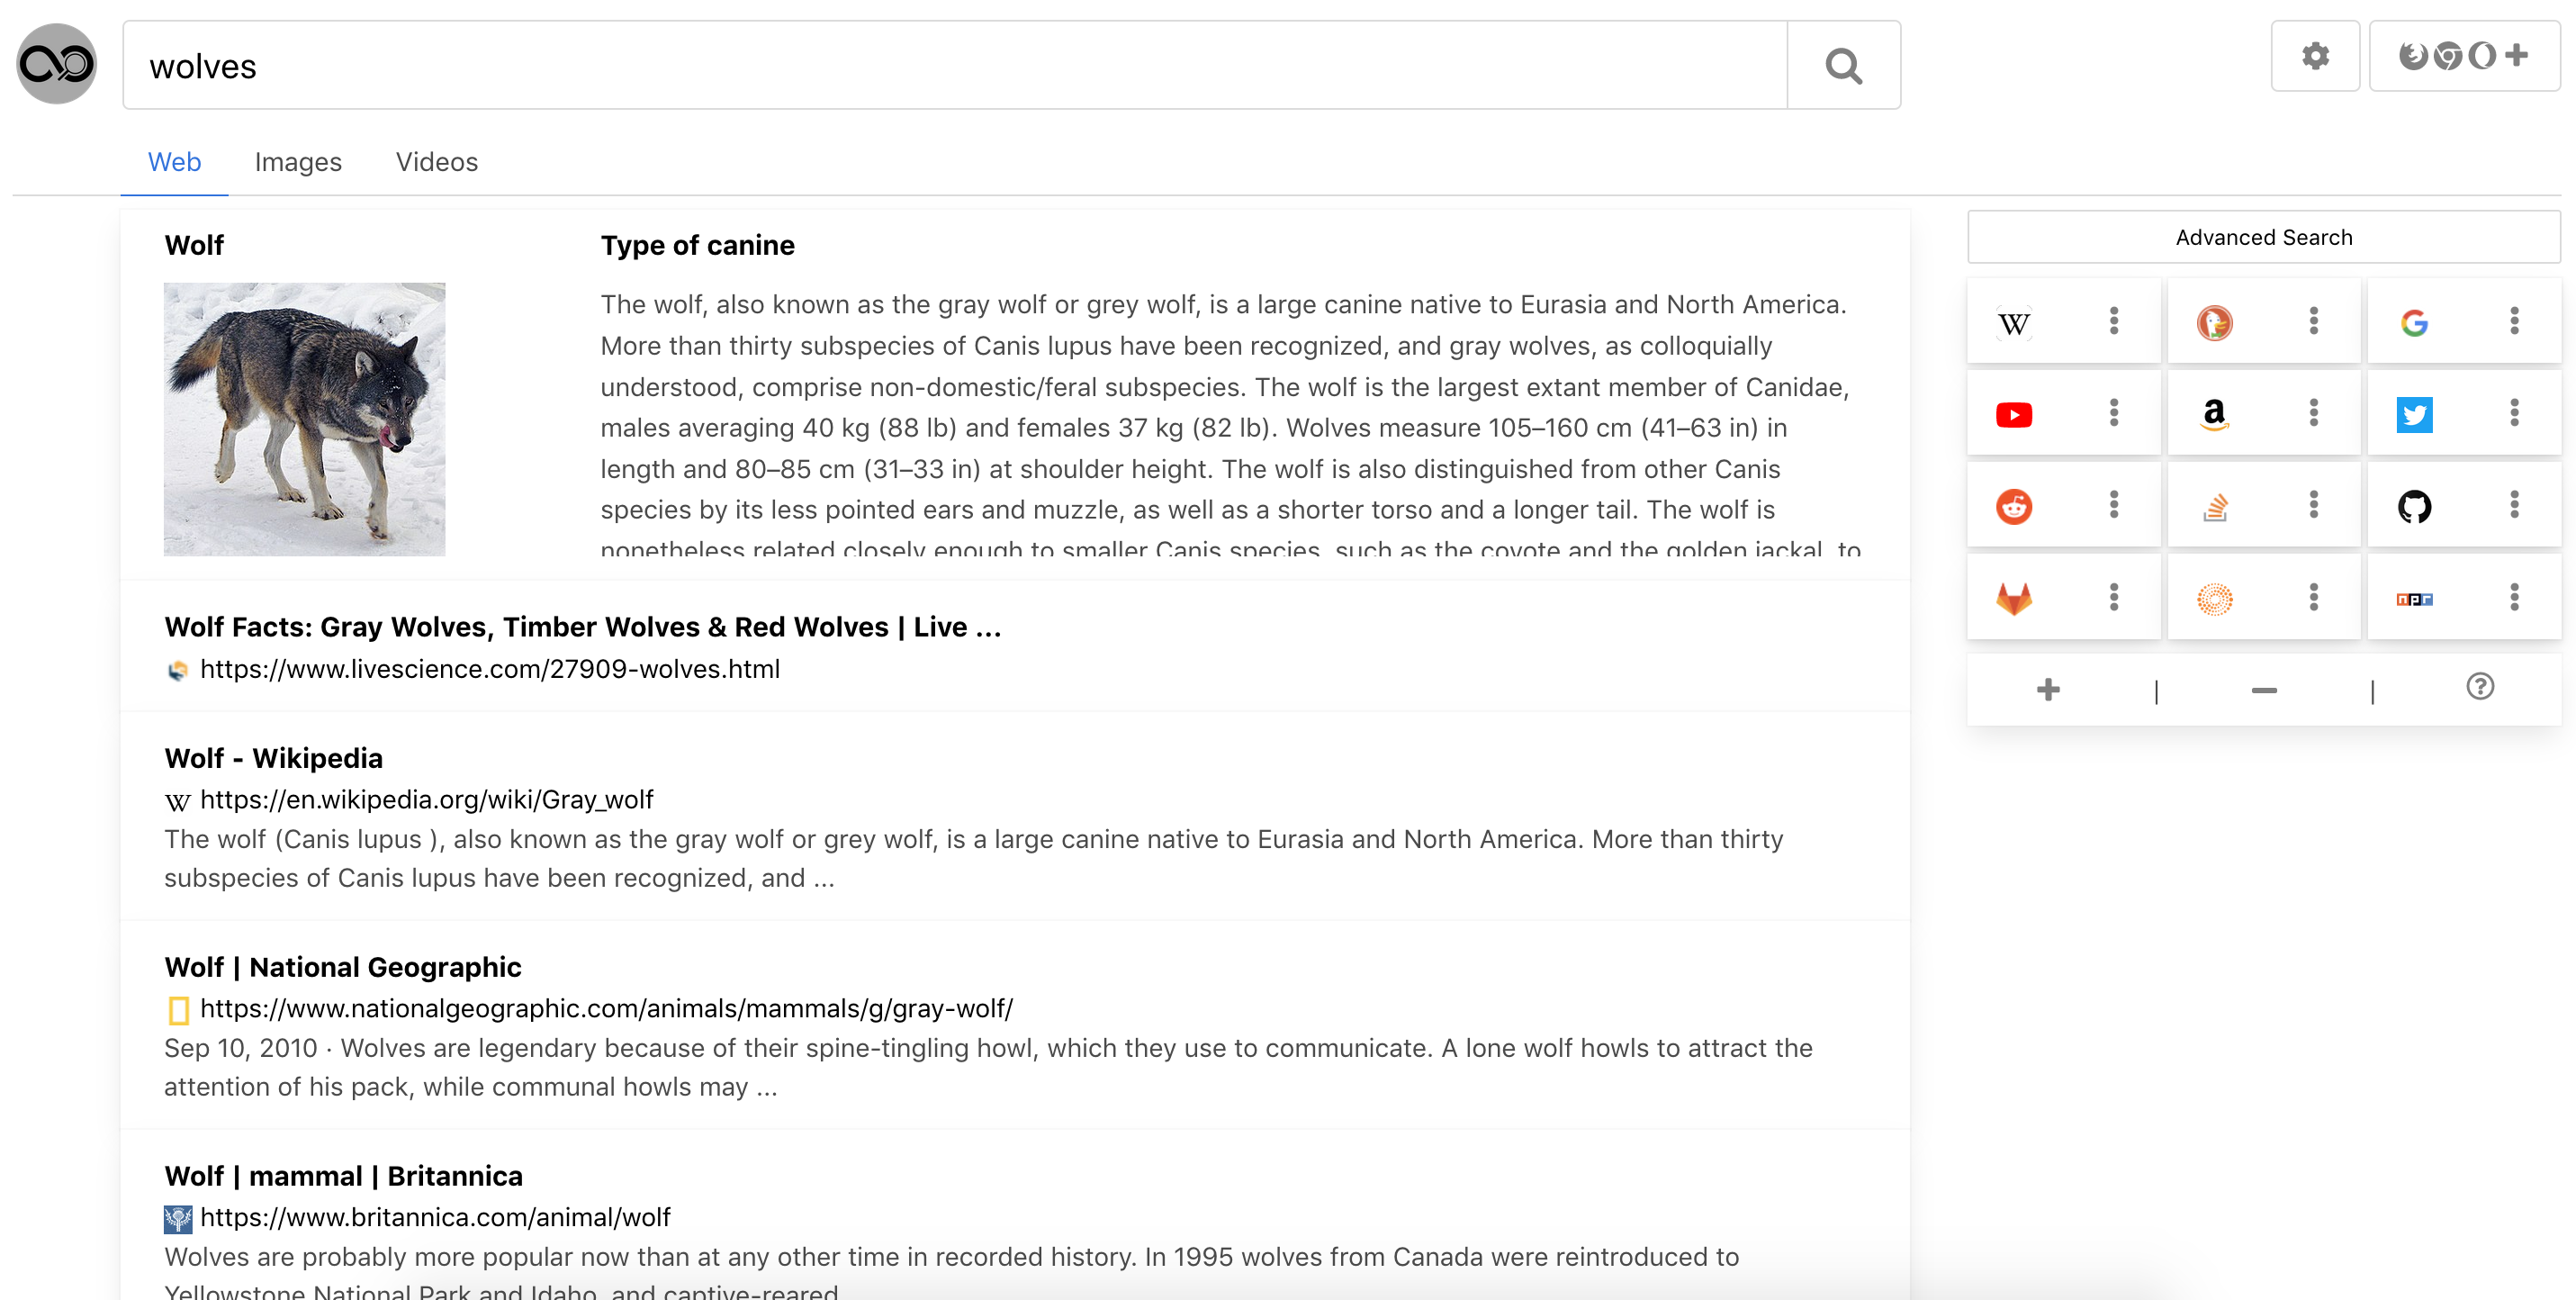 wolves
Web Images Videos
Wolf
Type of canine
The wolf, also known as the gray wolf or grey wolf, is a large canine native to Eurasia and North America.
More than thirty subspecies of Canis lupus have been recognized, and gray wolves, as colloquially
understood, comprise non-domestic/feral subspecies. The wolf is the largest extant member of Canidae,
males averaging 40 kg (88 lb) and females 37 kg (82 lb). Wolves measure 105–160 cm (41–63 in) in
length and 80–85 cm (31–33 in) at shoulder height. The wolf is also distinguished from other Canis
species by its less pointed ears and muzzle, as well as a shorter torso and a longer tail. The wolf is
nonetheless related closely enough to smaller Canis species, such as the coyote and the golden jackal, to
Wolf Facts: Gray Wolves, Timber Wolves & Red Wolves | Live ...
https://www.livescience.com/27909-wolves.html
Wolf - Wikipedia
W https://en.wikipedia.org/wiki/Gray_wolf
The wolf (Canis lupus ), also known as the gray wolf or grey wolf, is a large canine native to Eurasia and North America. More than thirty
subspecies of Canis lupus have been recognized, and ...
Wolf | National Geographic
https://www.nationalgeographic.com/animals/mammals/g/gray-wolf/
Sep 10, 2010 · Wolves are legendary because of their spine-tingling howl, which they use to communicate. A lone wolf howls to attract the
attention of his pack, while communal howls may ...
Wolf | mammal | Britannica
https://www.britannica.com/animal/wolf
Wolves are probably more popular now than at any other time in recorded history. In 1995 wolves from Canada were reintroduced to
Yellowstone National Park and Idaho, and captive-reared
Advanced Search
W
G
a
npr
| |